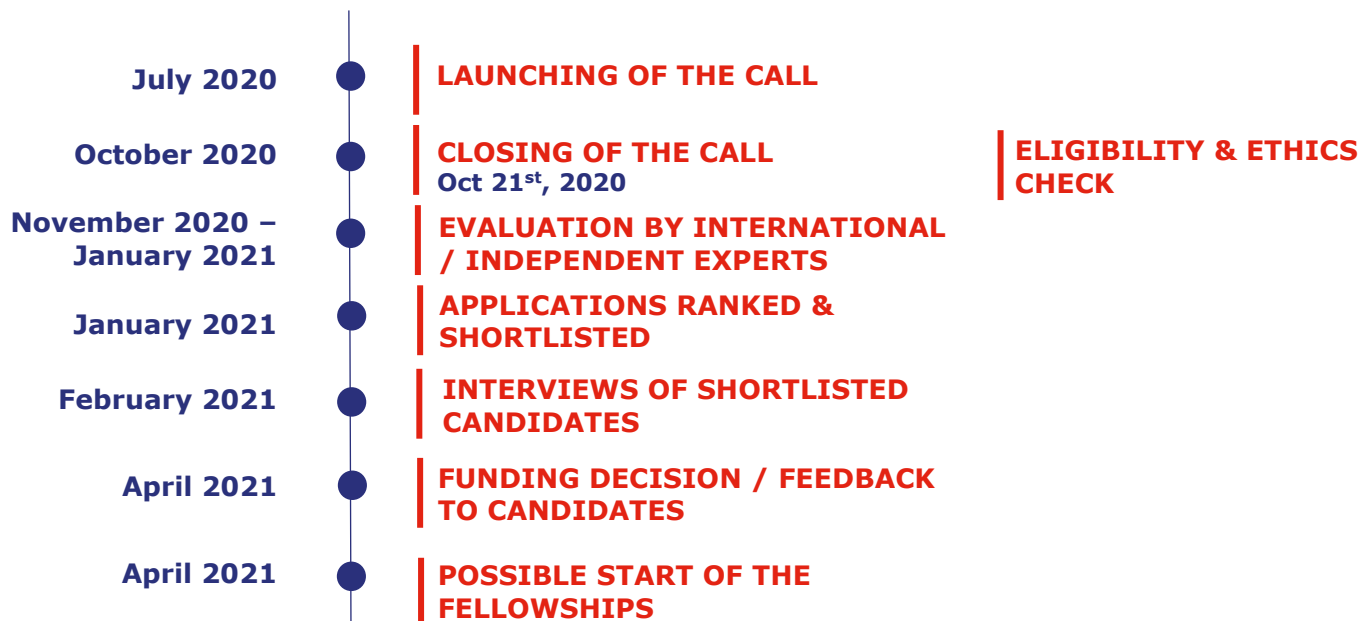 July 2020
LAUNCHING OF THE CALL
October 2020
CLOSING OF THE CALL
Oct 21st, 2020
ELIGIBILITY & ETHICS
CHECK
November 2020 –
January 2021
EVALUATION BY INTERNATIONAL
/ INDEPENDENT EXPERTS
January 2021
APPLICATIONS RANKED &
SHORTLISTED
February 2021
INTERVIEWS OF SHORTLISTED
CANDIDATES
April 2021
FUNDING DECISION / FEEDBACK
TO CANDIDATES
April 2021
POSSIBLE START OF THE
FELLOWSHIPS